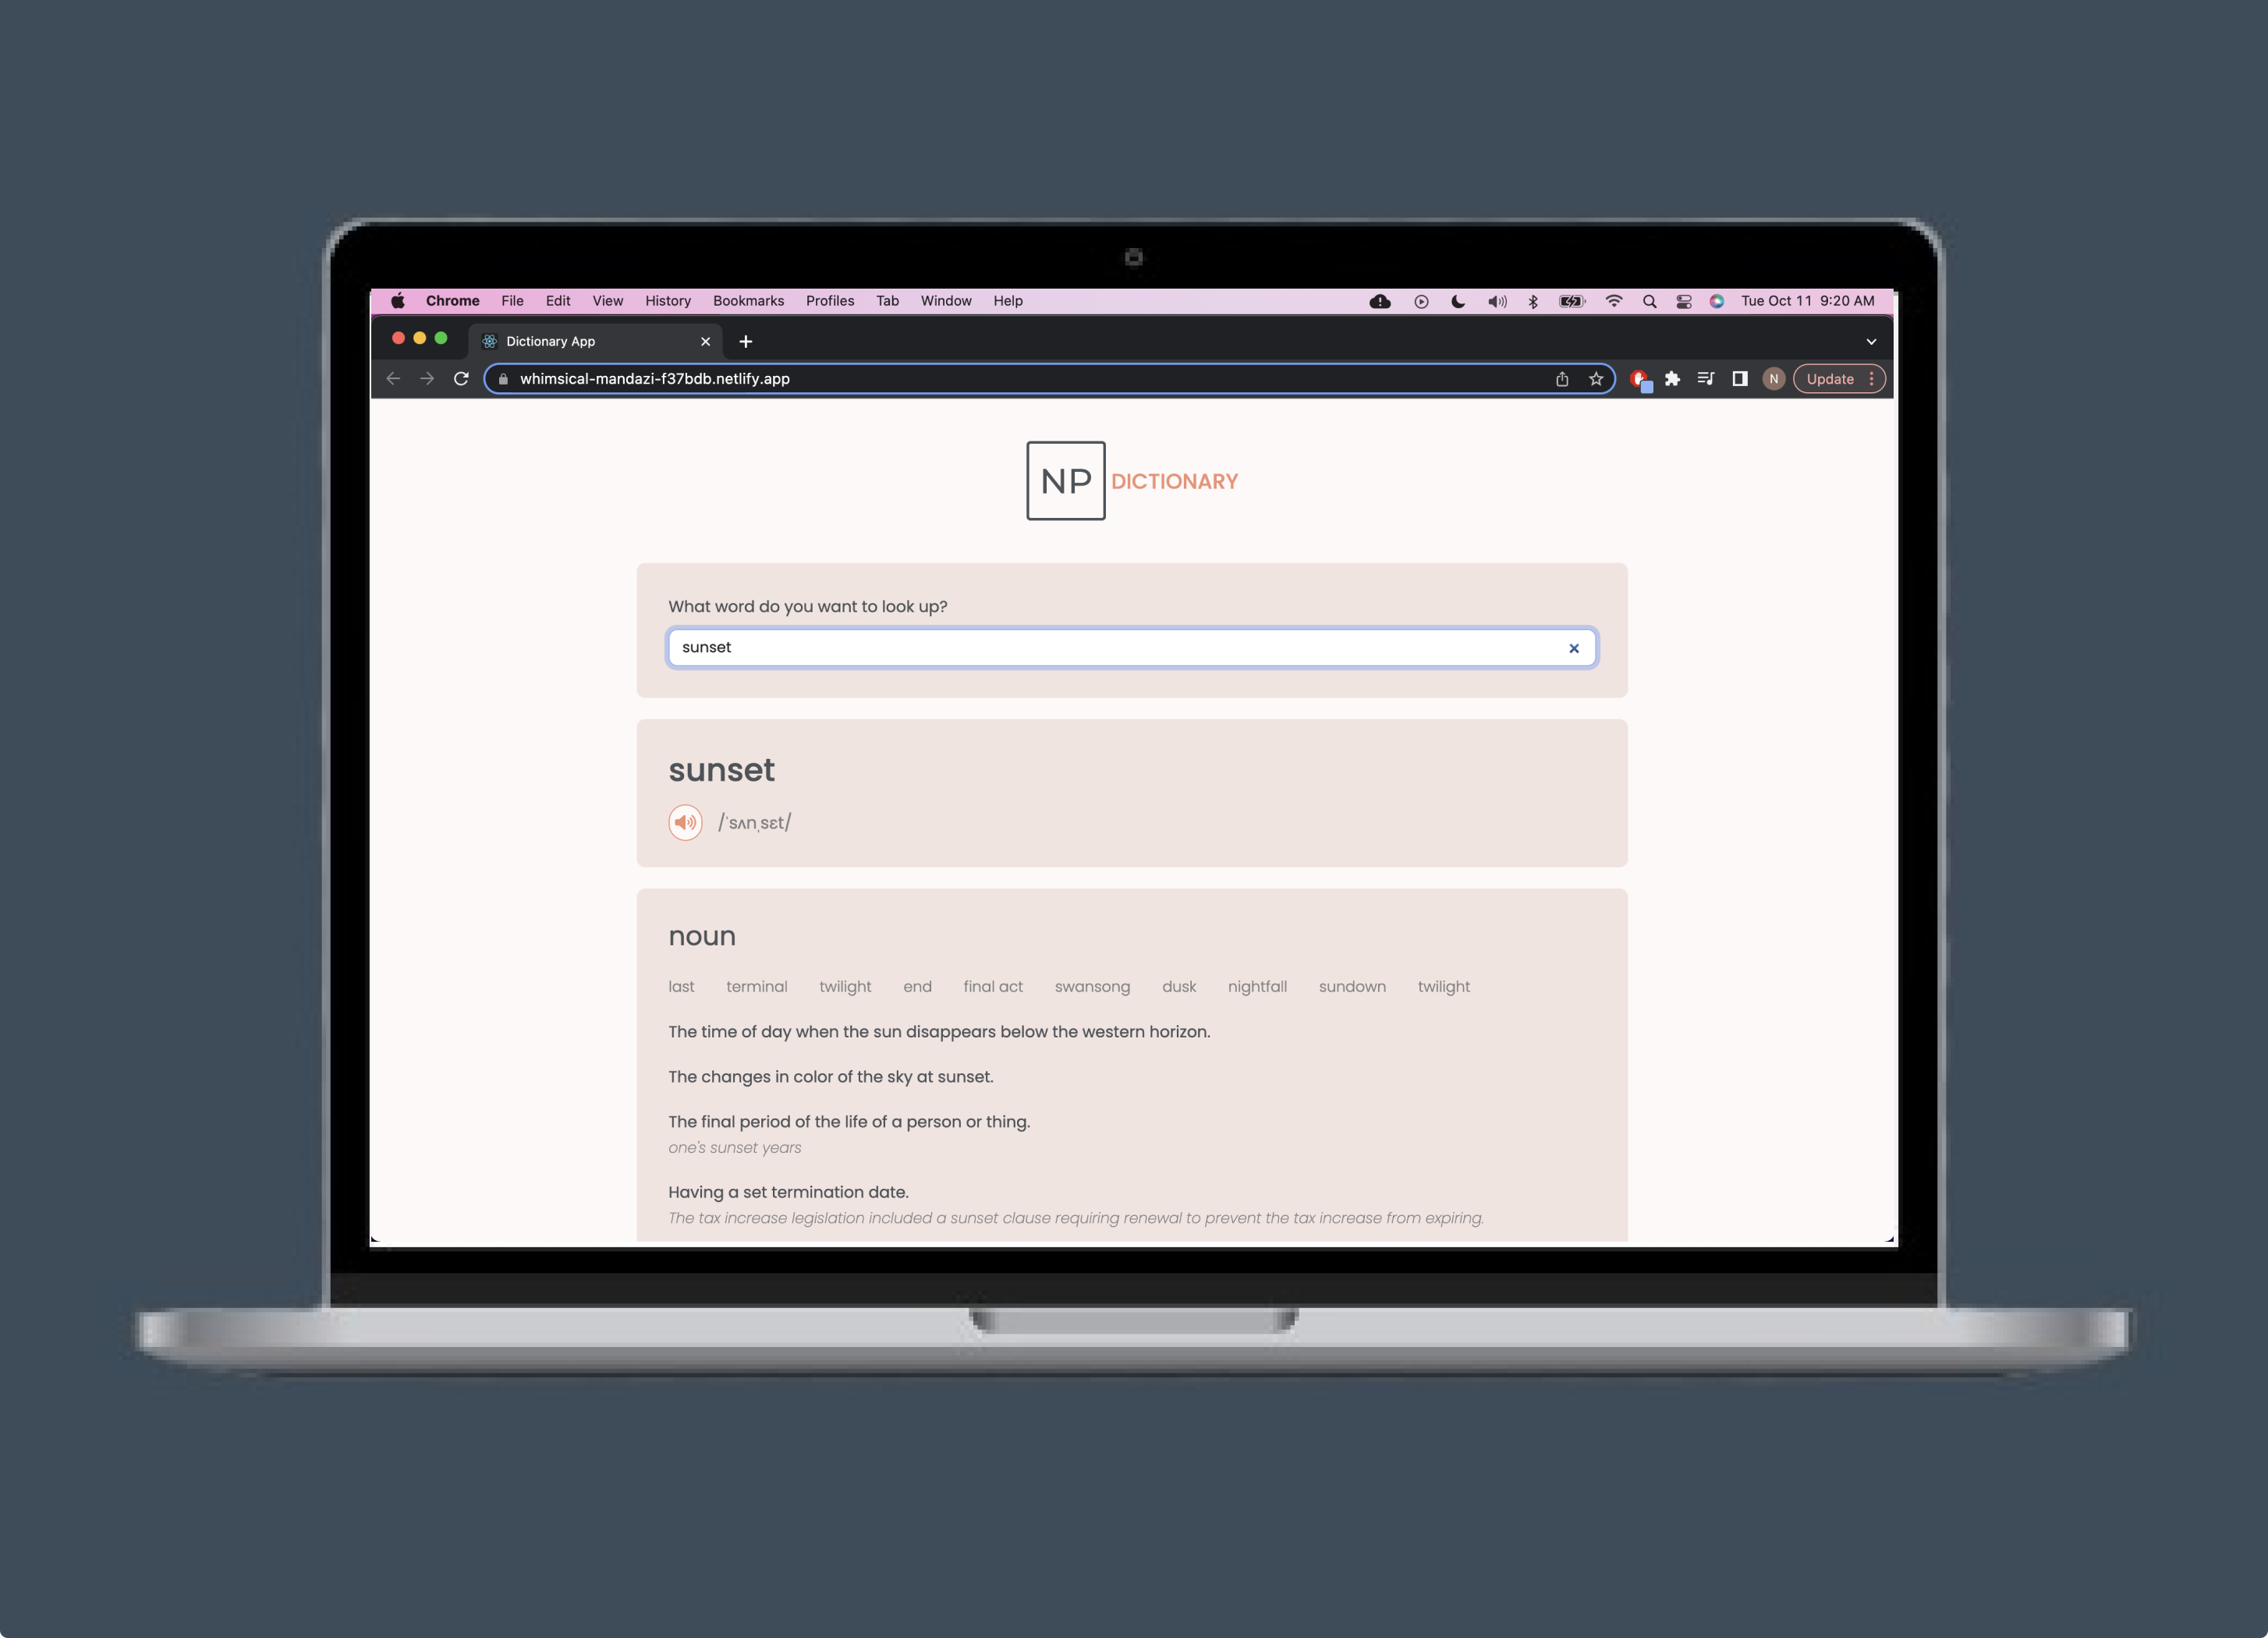 Chrome File Edit View History Bookmarks Profiles Tab Window Help Tue Oct 11 9:20 AM
Dictionary App
whimsical-mandazi-f37bdb.netlify.app N Update
NP DICTIONARY
What word do you want to look up?
sunset
sunset
/ˈsʌnˌsɛt/
noun
last terminal twilight end final act swansong dusk nightfall sundown twilight
The time of day when the sun disappears below the western horizon.
The changes in color of the sky at sunset.
The final period of the life of a person or thing.
one's sunset years
Having a set termination date.
The tax increase legislation included a sunset clause requiring renewal to prevent the tax increase from expiring.